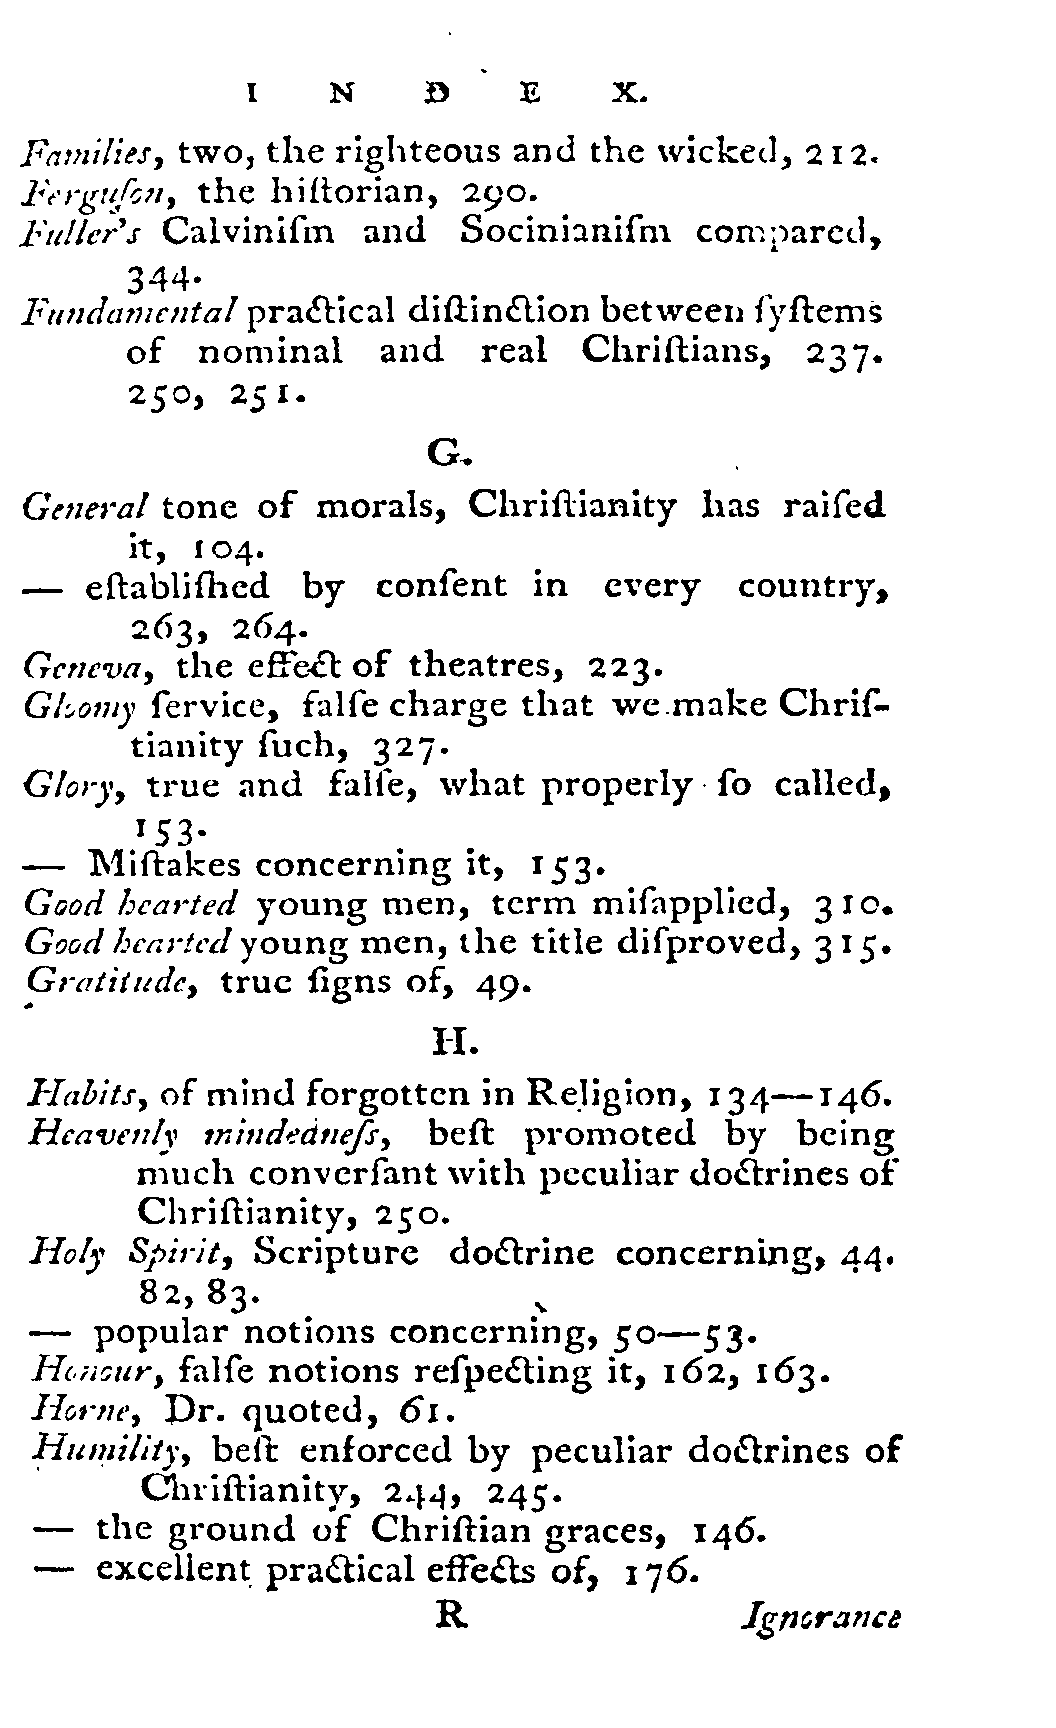 I N D E X.
Families, two, the righteous and the wicked, 212.
Ferguſon, the hiſtorian, 290.
Fuller's Calviniſm and Socinianiſm compared,
344.
Fundamental practical diſtinction between ſyſtems
of nominal and real Chriſtians, 237.
250, 251.
G.
General tone of morals, Chriſtianity has raiſed
it, 104.
— eſtabliſhed by conſent in every country,
263, 264.
Geneva, the effect of theatres, 223.
Gloomy ſervice, falſe charge that we make Chriſ-
tianity ſuch, 327.
Glory, true and falſe, what properly ſo called,
153.
— Miſtakes concerning it, 153.
Good hearted young men, term miſapplied, 310.
Good hearted young men, the title diſproved, 315.
Gratitude, true ſigns of, 49.
H.
Habits, of mind forgotten in Religion, 134—146.
Heavenly mindedneſs, beſt promoted by being
much converſant with peculiar doctrines of
Chriſtianity, 250.
Holy Spirit, Scripture doctrine concerning, 44.
82, 83.
— popular notions concerning, 50—53.
Honour, falſe notions reſpecting it, 162, 163.
Horne, Dr. quoted, 61.
Humility, beſt enforced by peculiar doctrines of
Chriſtianity, 244, 245.
— the ground of Chriſtian graces, 146.
— excellent practical effects of, 176.
R Ignorance